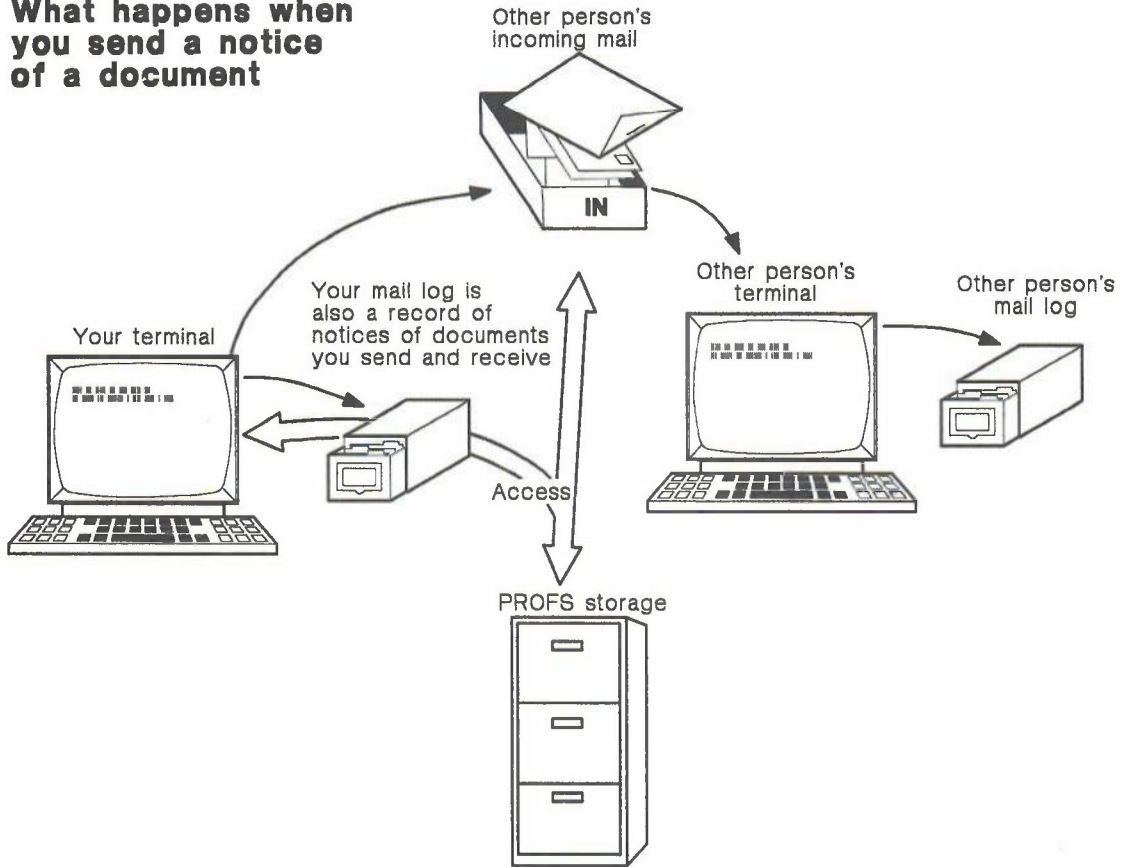 What happens when
you send a notice
of a document
Other person's
incoming mail
IN
Other person's
terminal
Other person's
mail log
Your mail log is
also a record of
notices of documents
you send and receive
Your terminal
Access
PROFS storage